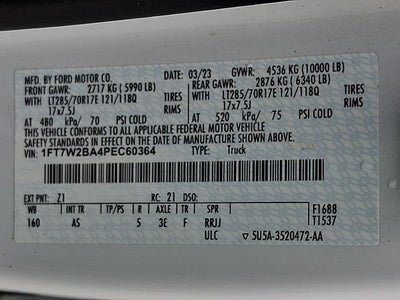 MFD. BY FORD MOTOR CO. 03/23 GVWR: 4536 KG (10000 LB)
FRONT GAWR: 2717 KG (5990 LB) REAR GAWR: 2876 KG (6340 LB)
WITH LT285/70R17E 121/118Q TIRES WITH LT285/70R17E 121/118Q TIRES
17x7.5J RIMS 17x7.5J RIMS
AT 480 kPa/ 70 PSI COLD AT 520 kPa/ 75 PSI COLD
THIS VEHICLE CONFORMS TO ALL APPLICABLE FEDERAL MOTOR VEHICLE
SAFETY STANDARDS IN EFFECT ON DATE OF MANUFACTURE SHOWN ABOVE.
VIN: 1FT7W2BA4PEC60364 TYPE: Truck
EXT PNT: Z1 RC: 21 DSO:
WB INT TR TP/PS R AXLE TR SPR F1688
160 AS 5 3E F RRJJ T1537
ULC ▽ 5U5A-3520472-AA